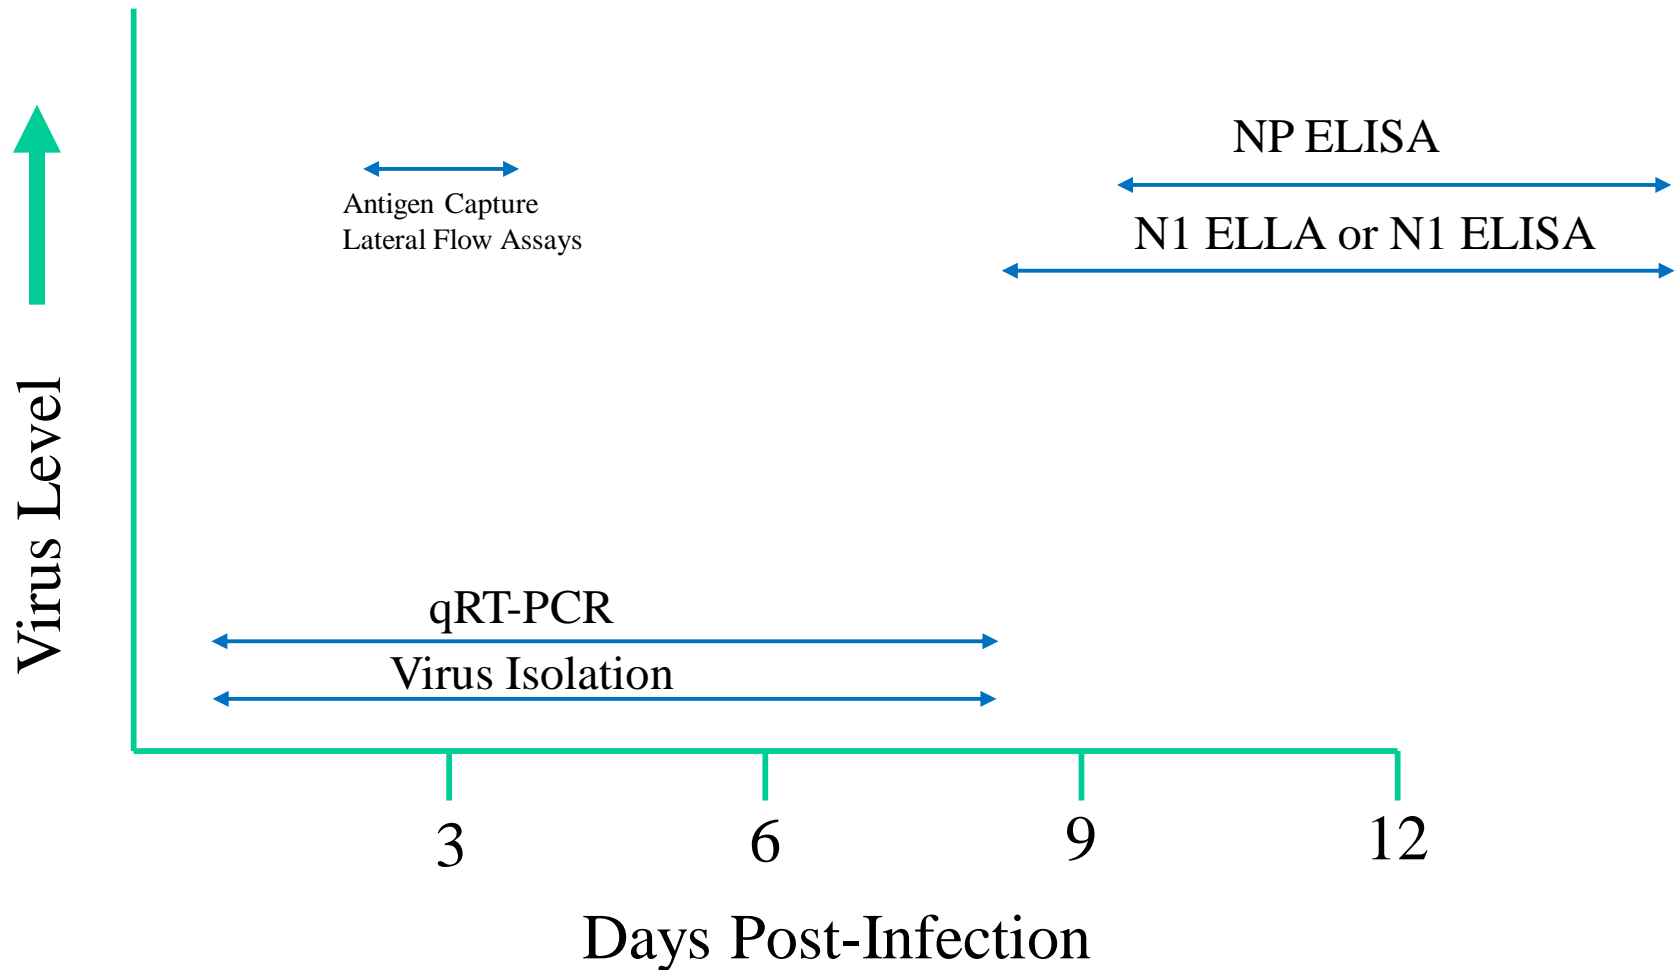 NP ELISA
Antigen Capture
Lateral Flow Assays
N1 ELLA or N1 ELISA
Virus Level
qRT-PCR
Virus Isolation
3 6 9 12
Days Post-Infection